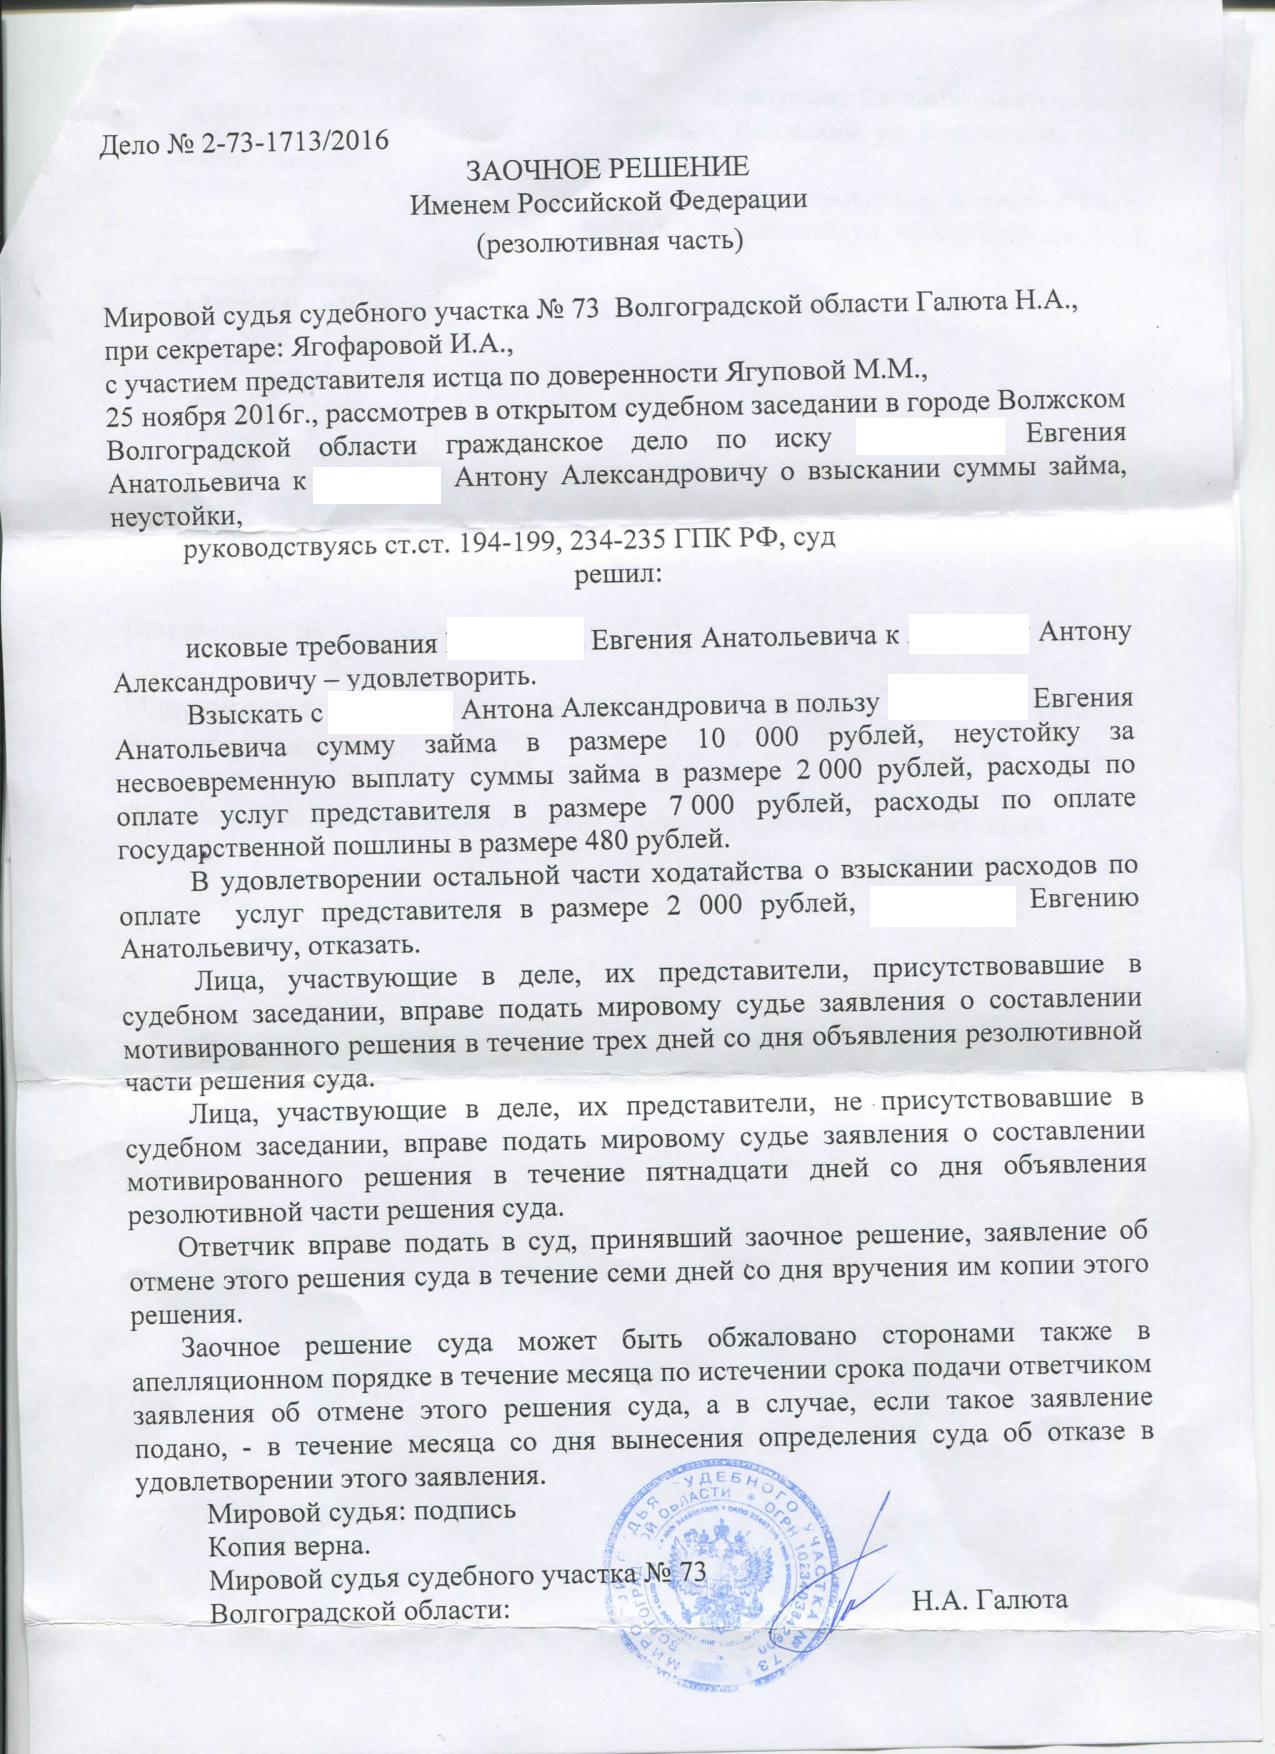 Дело № 2-73-1713/2016
ЗАОЧНОЕ РЕШЕНИЕ
Именем Российской Федерации
(резолютивная часть)
Мировой судья судебного участка № 73 Волгоградской области Галюта Н.А.,
при секретаре: Ягофаровой И.А.,
с участием представителя истца по доверенности Ягуповой М.М.,
25 ноября 2016г., рассмотрев в открытом судебном заседании в городе Волжском
Волгоградской области гражданское дело по иску Евгения
Анатольевича к Антону Александровичу о взыскании суммы займа,
неустойки,
руководствуясь ст.ст. 194-199, 234-235 ГПК РФ, суд
решил:
исковые требования Евгения Анатольевича к Антону
Александровичу – удовлетворить.
Взыскать с Антона Александровича в пользу Евгения
Анатольевича сумму займа в размере 10 000 рублей, неустойку за
несвоевременную выплату суммы займа в размере 2 000 рублей, расходы по
оплате услуг представителя в размере 7 000 рублей, расходы по оплате
государственной пошлины в размере 480 рублей.
В удовлетворении остальной части ходатайства о взыскании расходов по
оплате услуг представителя в размере 2 000 рублей, Евгению
Анатольевичу, отказать.
Лица, участвующие в деле, их представители, присутствовавшие в
судебном заседании, вправе подать мировому судье заявления о составлении
мотивированного решения в течение трех дней со дня объявления резолютивной
части решения суда.
Лица, участвующие в деле, их представители, не присутствовавшие в
судебном заседании, вправе подать мировому судье заявления о составлении
мотивированного решения в течение пятнадцати дней со дня объявления
резолютивной части решения суда.
Ответчик вправе подать в суд, принявший заочное решение, заявление об
отмене этого решения суда в течение семи дней со дня вручения им копии этого
решения.
Заочное решение суда может быть обжаловано сторонами также в
апелляционном порядке в течение месяца по истечении срока подачи ответчиком
заявления об отмене этого решения суда, а в случае, если такое заявление
подано, - в течение месяца со дня вынесения определения суда об отказе в
удовлетворении этого заявления.
Мировой судья: подпись
Копия верна.
Мировой судья судебного участка № 73
Волгоградской области: Н.А. Галюта
УЧАСТКА № 73
ОБЛАСТИ * ОГРН